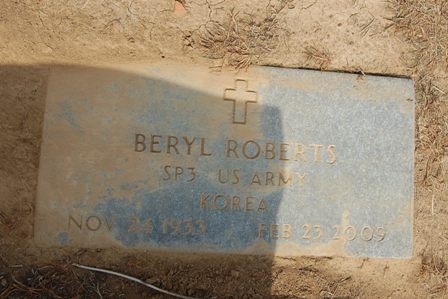 BERYL ROBERTS
SP3 US ARMY
KOREA
NOV 24 1933 FEB 23 2009